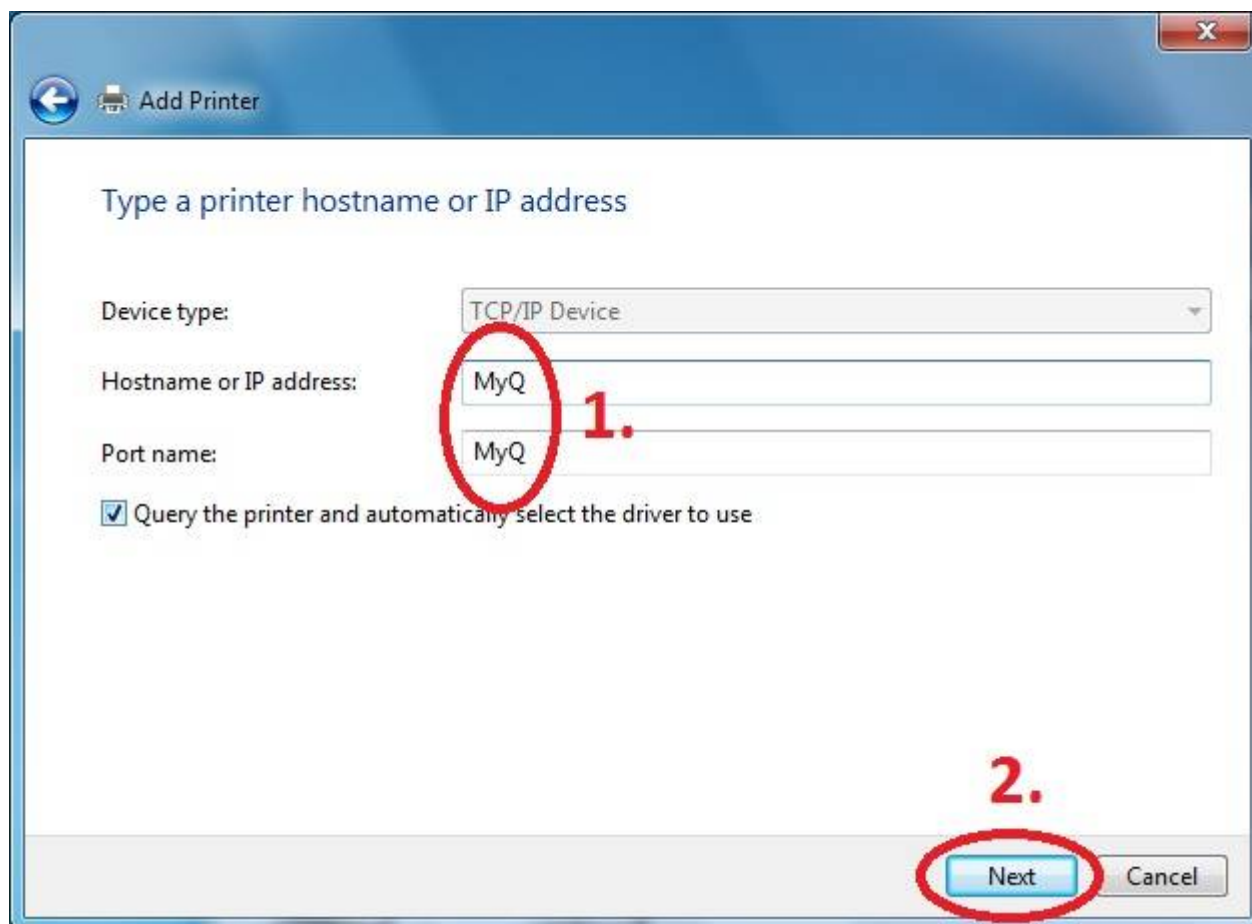 x
Add Printer
Type a printer hostname or IP address
Device type: TCP/IP Device
Hostname or IP address: MyQ
1.
Port name: MyQ
Query the printer and automatically select the driver to use
2.
Next Cancel